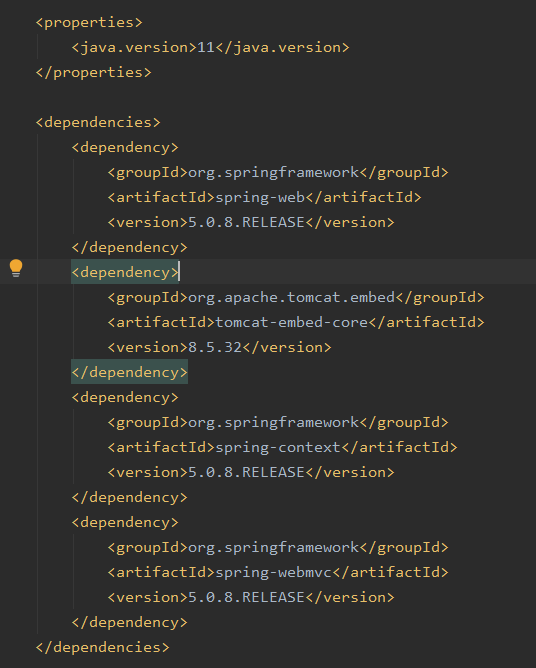 <properties>
<java.version>11</java.version>
</properties>
<dependencies>
<dependency>
<groupId>org.springframework</groupId>
<artifactId>spring-web</artifactId>
<version>5.0.8.RELEASE</version>
</dependency>
<dependency>
<groupId>org.apache.tomcat.embed</groupId>
<artifactId>tomcat-embed-core</artifactId>
<version>8.5.32</version>
</dependency>
<dependency>
<groupId>org.springframework</groupId>
<artifactId>spring-context</artifactId>
<version>5.0.8.RELEASE</version>
</dependency>
<dependency>
<groupId>org.springframework</groupId>
<artifactId>spring-webmvc</artifactId>
<version>5.0.8.RELEASE</version>
</dependency>
</dependencies>